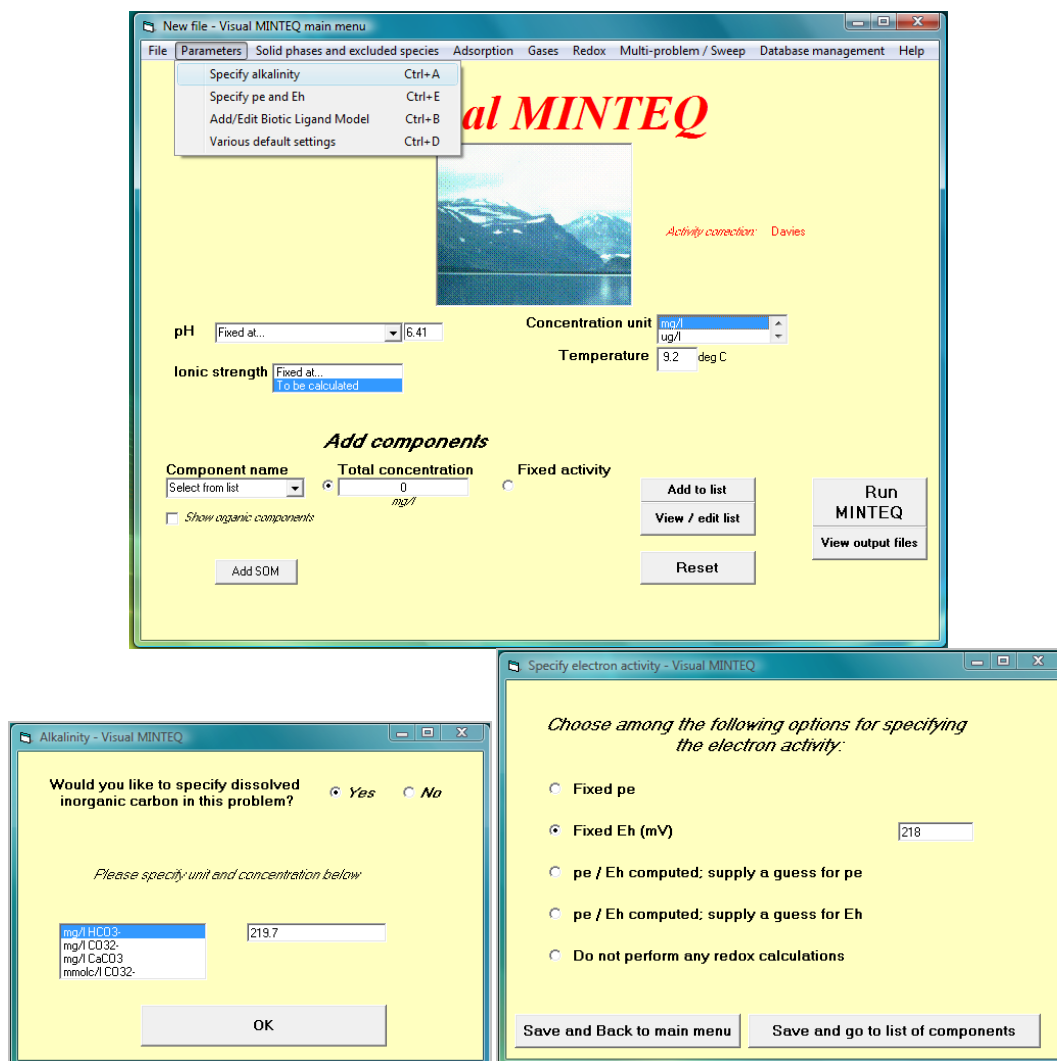 New file - Visual MINTEQ main menu
File Parameters Solid phases and excluded species Adsorption Gases Redox Multi-problem / Sweep Database management Help
Specify alkalinity Ctrl+A
Specify pe and Eh Ctrl+E
Add/Edit Biotic Ligand Model Ctrl+B
Various default settings Ctrl+D
al MINTEQ
Activity correction: Davies
pH Fixed at... 6.41
Concentration unit mg/l
ug/l
Temperature 9.2 deg C
Ionic strength Fixed at...
To be calculated
Add components
Component name Total concentration Fixed activity
Select from list 0
mg/l
Show organic components
Add to list
View / edit list
Run
MINTEQ
View output files
Add SOM
Reset
Alkalinity - Visual MINTEQ
Would you like to specify dissolved
inorganic carbon in this problem? Yes No
Please specify unit and concentration below
mg/l HCO3- 219.7
mg/l CO32-
mg/l CaCO3
mmolc/l CO32-
OK
Specify electron activity - Visual MINTEQ
Choose among the following options for specifying
the electron activity:
Fixed pe
Fixed Eh (mV) 218
pe / Eh computed; supply a guess for pe
pe / Eh computed; supply a guess for Eh
Do not perform any redox calculations
Save and Back to main menu Save and go to list of components